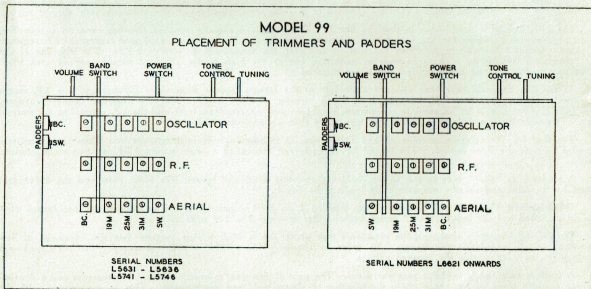 MODEL 99
PLACEMENT OF TRIMMERS AND PADDERS
VOLUME
BAND SWITCH
POWER SWITCH
TONE CONTROL
TUNING
PADDERS
BC.
SW.
OSCILLATOR
R.F.
AERIAL
BC.
19M
25M
31M
SW.
SERIAL NUMBERS
L5631 - L5636
L5741 - L5746
VOLUME
BAND SWITCH
POWER SWITCH
TONE CONTROL
TUNING
PADDERS
BC.
SW.
OSCILLATOR
R.F.
AERIAL
SW
19M
25M
31M
BC.
SERIAL NUMBERS L6621 ONWARDS